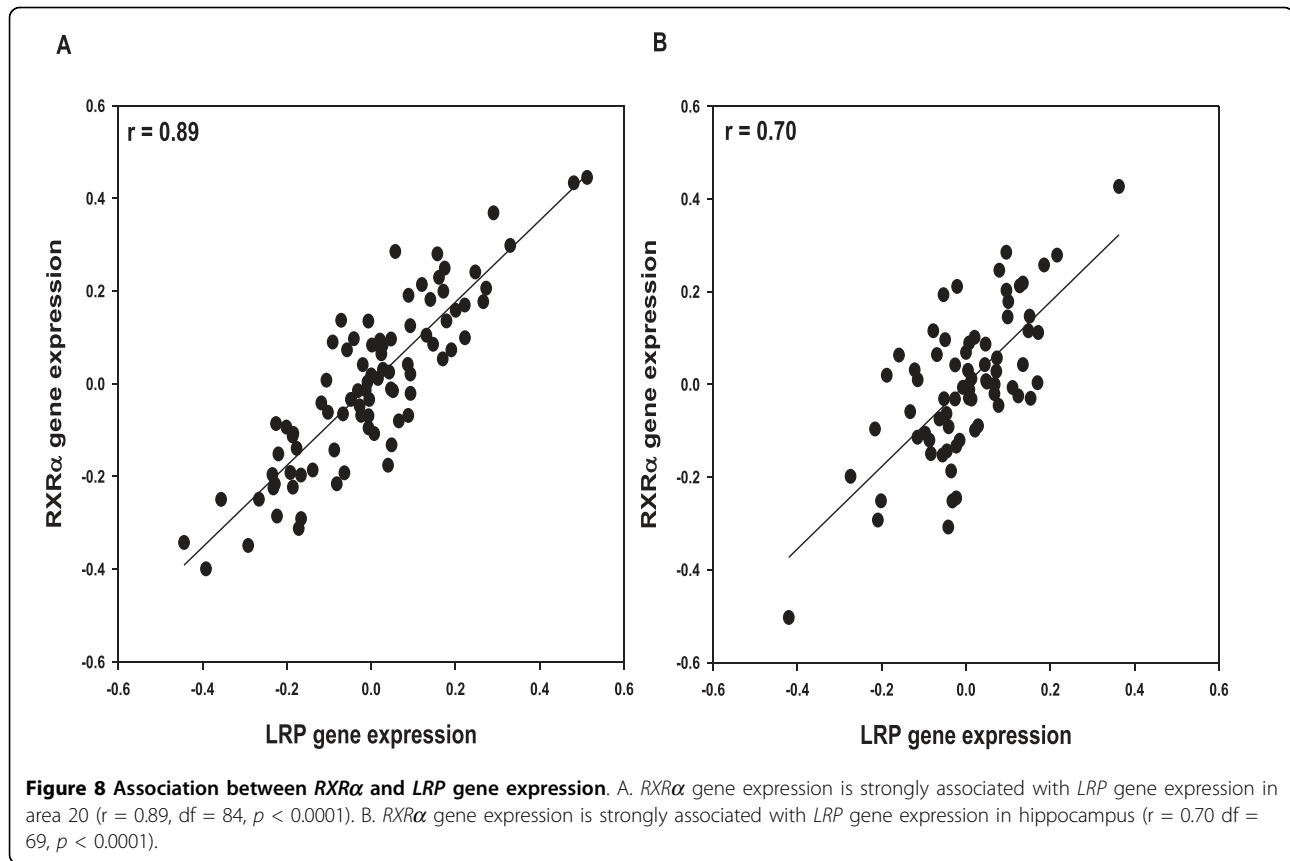 A
B
r = 0.89
r = 0.70
RXRα gene expression
0.6
0.4
0.2
0.0
-0.2
-0.4
-0.6
-0.6 -0.4 -0.2 0.0 0.2 0.4 0.6
LRP gene expression
RXRα gene expression
0.6
0.4
0.2
0.0
-0.2
-0.4
-0.6
-0.6 -0.4 -0.2 0.0 0.2 0.4 0.6
LRP gene expression
Figure 8 Association between RXRα and LRP gene expression. A. RXRα gene expression is strongly associated with LRP gene expression in
area 20 (r = 0.89, df = 84, p < 0.0001). B. RXRα gene expression is strongly associated with LRP gene expression in hippocampus (r = 0.70 df =
69, p < 0.0001).